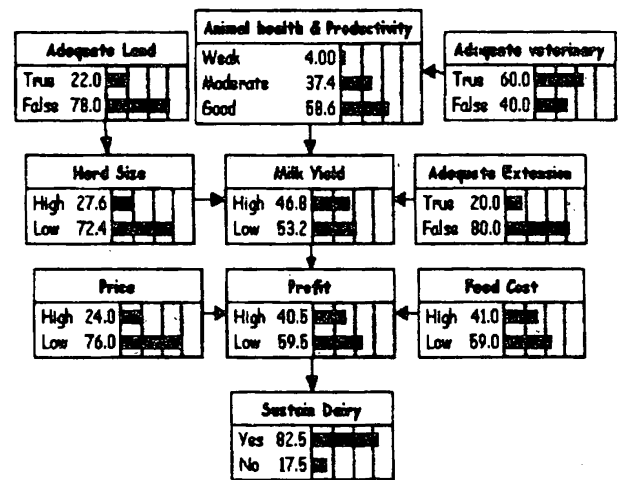 Adequate Land
True 22.0
False 78.0
Animal health & Productivity
Weak 4.00
Moderate 37.4
Good 58.6
Adequate veterinary
True 60.0
False 40.0
Herd Size
High 27.6
Low 72.4
Milk Yield
High 46.8
Low 53.2
Adequate Extension
True 20.0
False 80.0
Price
High 24.0
Low 76.0
Profit
High 40.5
Low 59.5
Feed Cost
High 41.0
Low 59.0
Sustain Dairy
Yes 82.5
No 17.5